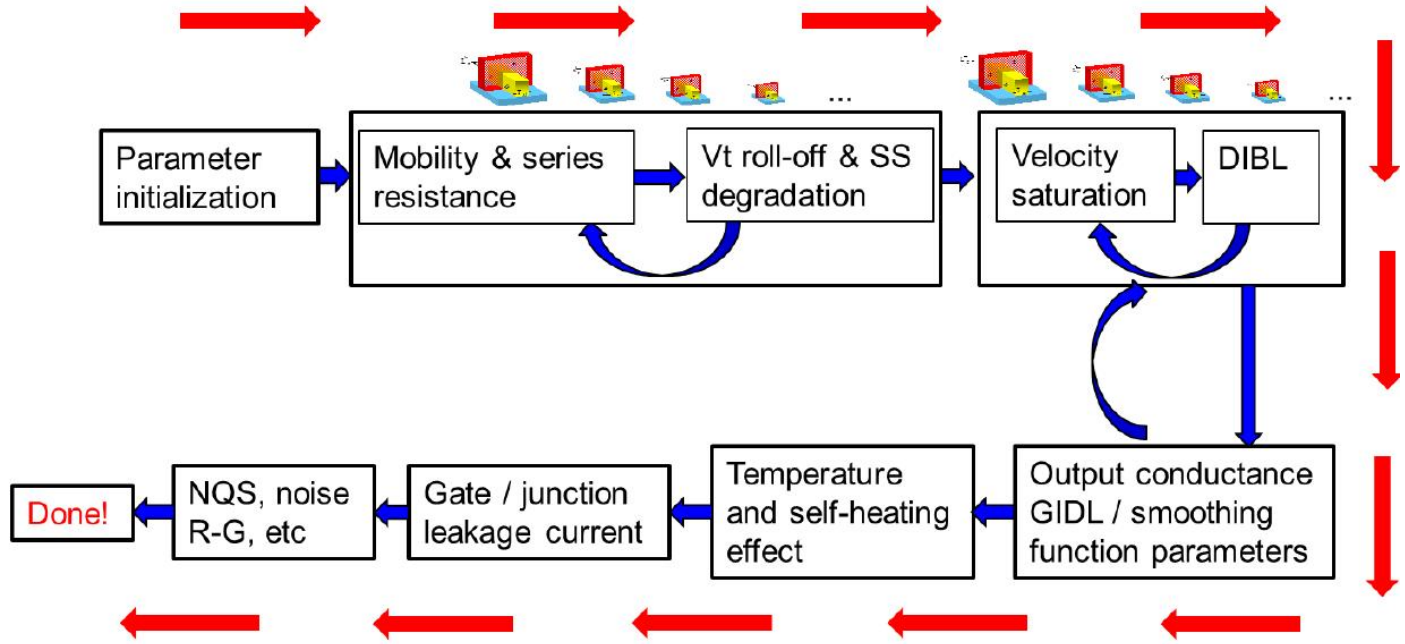 ...
...
Parameter
initialization
Mobility & series
resistance
Vt roll-off & SS
degradation
Velocity
saturation
DIBL
Output conductance
GIDL / smoothing
function parameters
Temperature
and self-heating
effect
Gate / junction
leakage current
NQS, noise
R-G, etc
Done!